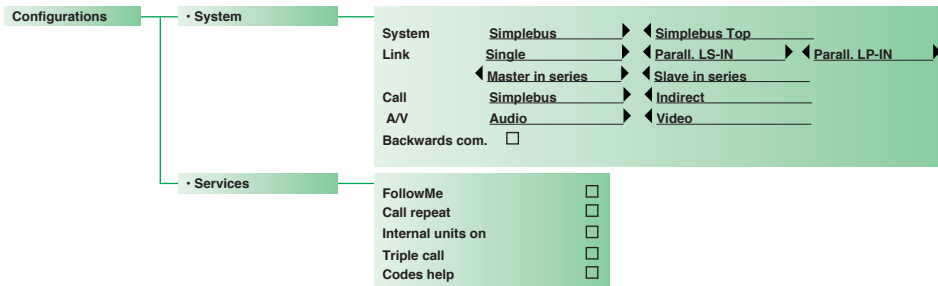 Configurations
• System
System Simplebus Simplebus Top
Link Single Parall. LS-IN Parall. LP-IN
Master in series Slave in series
Call Simplebus Indirect
A/V Audio Video
Backwards com.
• Services
FollowMe
Call repeat
Internal units on
Triple call
Codes help